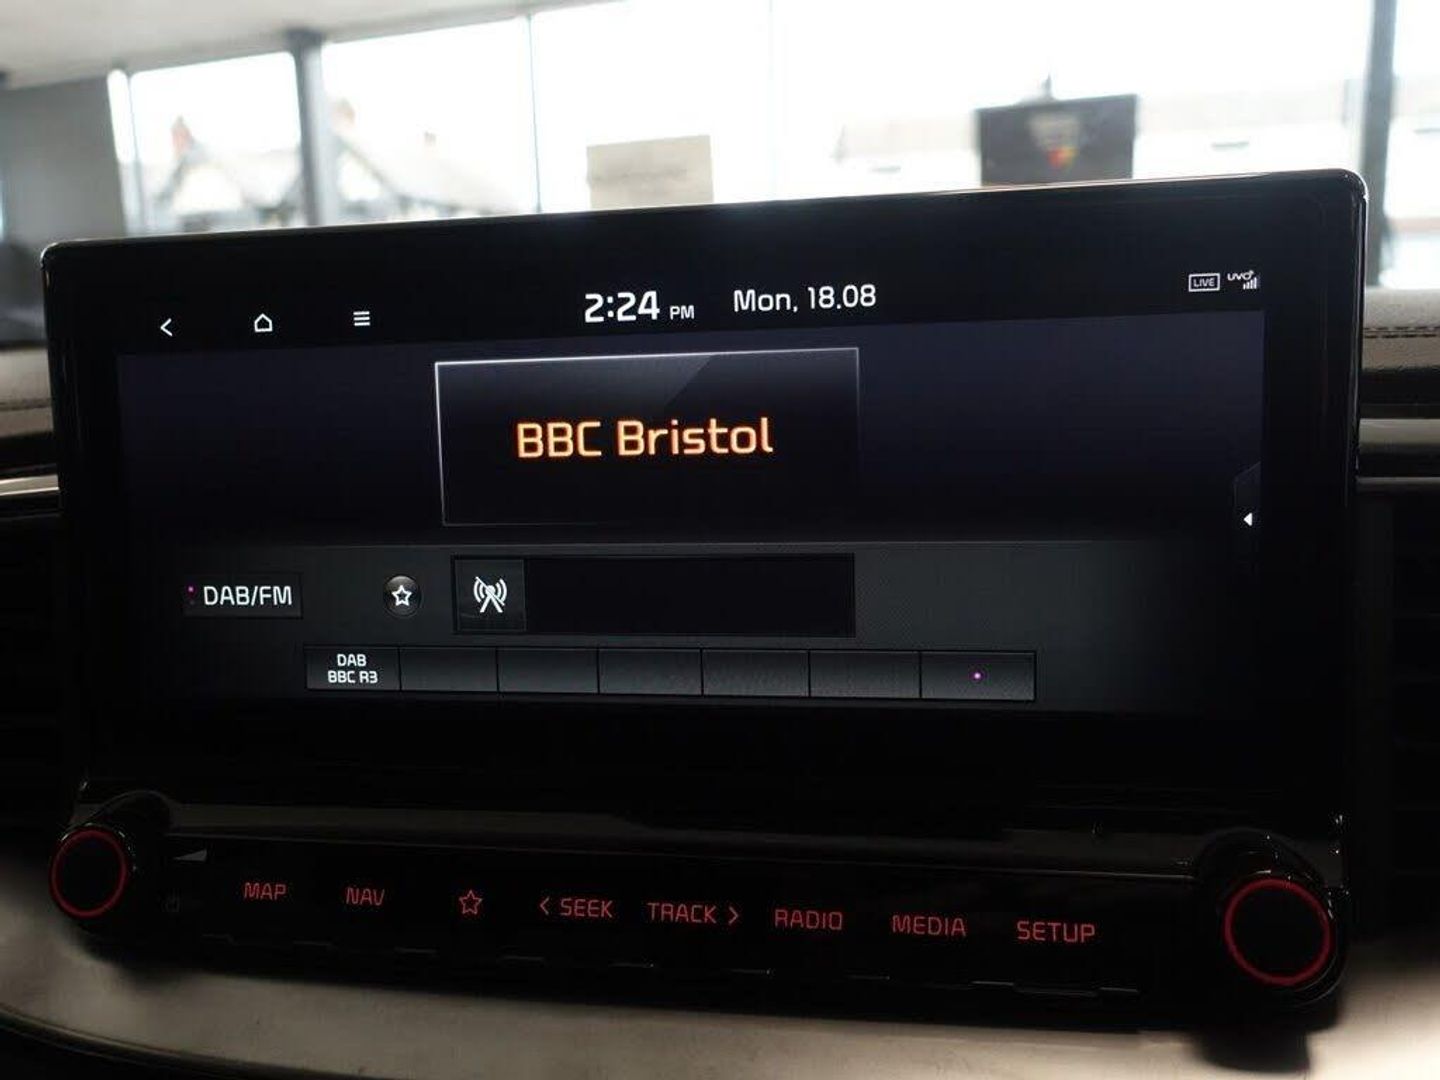 2:24 PM Mon, 18.08
LIVE UVO
BBC Bristol
DAB/FM
DAB
BBC R3
MAP NAV < SEEK TRACK > RADIO MEDIA SETUP